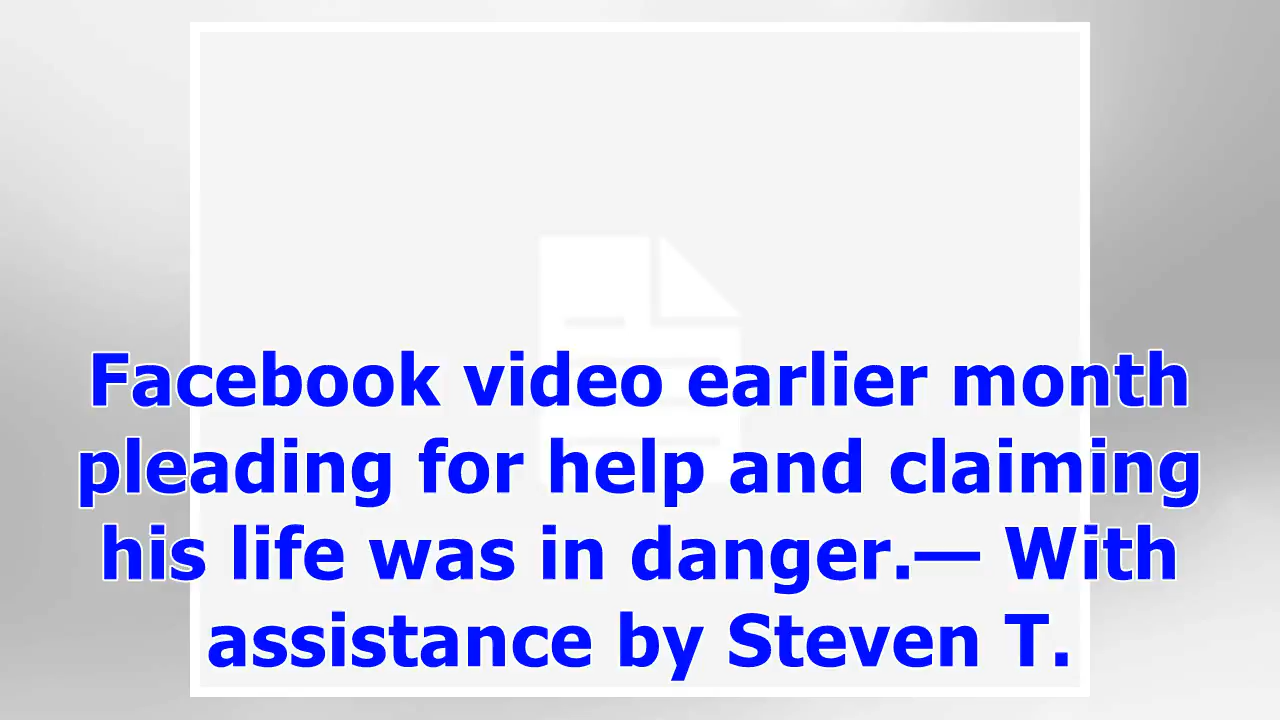 Facebook video earlier month
pleading for help and claiming
his life was in danger.— With
assistance by Steven T.